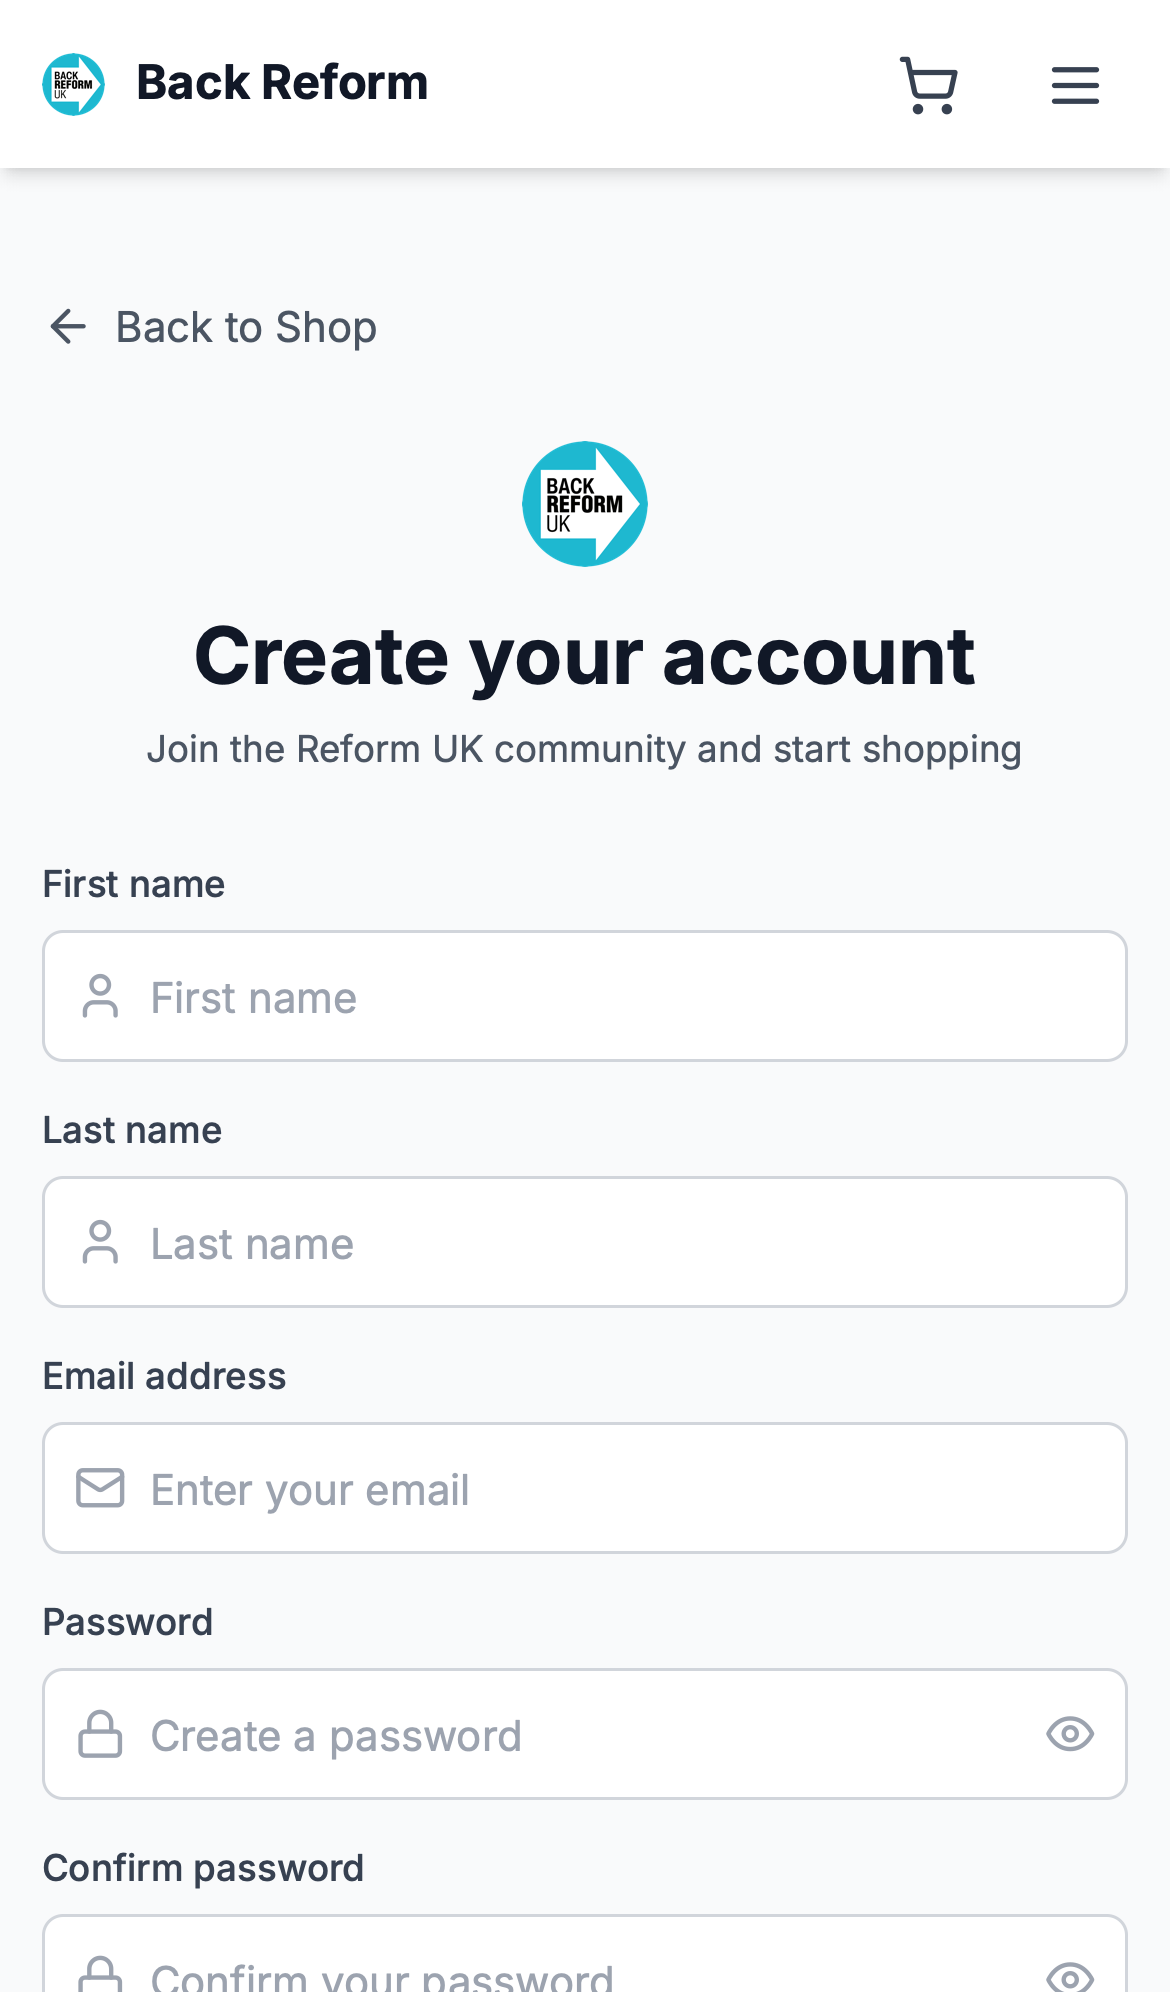 BACK
REFORM
UK
Back Reform
Back to Shop
BACK
REFORM
UK
Create your account
Join the Reform UK community and start shopping
First name
First name
Last name
Last name
Email address
Enter your email
Password
Create a password
Confirm password
Confirm your password